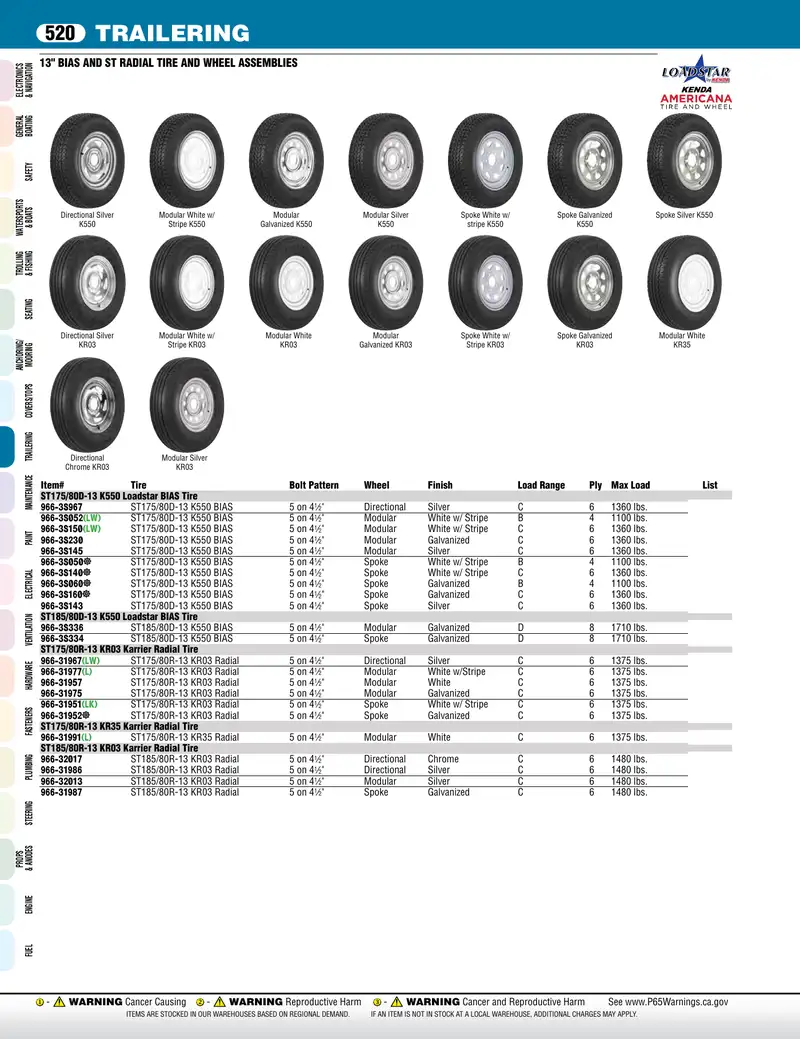 520 TRAILERING
13" BIAS AND ST RADIAL TIRE AND WHEEL ASSEMBLIES
LOADSTAR
by KENDA
KENDA
AMERICANA
TIRE AND WHEEL
ELECTRONICS
& NAVIGATION
GENERAL
BOATING
SAFETY
WATERSPORTS
& BOATS
TROLLING
& FISHING
SEATING
ANCHORING/
MOORING
COVERS/TOPS
TRAILERING
MAINTENANCE
PAINT
ELECTRICAL
VENTILATION
HARDWARE
FASTENERS
PLUMBING
STEERING
PROPS
& ANODES
ENGINE
FUEL
Directional Silver
K550
Modular White w/
Stripe K550
Modular
Galvanized K550
Modular Silver
K550
Spoke White w/
stripe K550
Spoke Galvanized
K550
Spoke Silver K550
Directional Silver
KR03
Modular White w/
Stripe KR03
Modular White
KR03
Modular
Galvanized KR03
Spoke White w/
Stripe KR03
Spoke Galvanized
KR03
Modular White
KR35
Directional
Chrome KR03
Modular Silver
KR03
Item# Tire Bolt Pattern Wheel Finish Load Range Ply Max Load List
ST175/80D-13 K550 Loadstar BIAS Tire
966-3S967 ST175/80D-13 K550 BIAS 5 on 4½" Directional Silver C 6 1360 lbs.
966-3S052(LW) ST175/80D-13 K550 BIAS 5 on 4½" Modular White w/ Stripe B 4 1100 lbs.
966-3S150(LW) ST175/80D-13 K550 BIAS 5 on 4½" Modular White w/ Stripe C 6 1360 lbs.
966-3S230 ST175/80D-13 K550 BIAS 5 on 4½" Modular Galvanized C 6 1360 lbs.
966-3S145 ST175/80D-13 K550 BIAS 5 on 4½" Modular Silver C 6 1360 lbs.
966-3S050 ST175/80D-13 K550 BIAS 5 on 4½" Spoke White w/ Stripe B 4 1100 lbs.
966-3S140 ST175/80D-13 K550 BIAS 5 on 4½" Spoke White w/ Stripe C 6 1360 lbs.
966-3S060 ST175/80D-13 K550 BIAS 5 on 4½" Spoke Galvanized B 4 1100 lbs.
966-3S160 ST175/80D-13 K550 BIAS 5 on 4½" Spoke Galvanized C 6 1360 lbs.
966-3S143 ST175/80D-13 K550 BIAS 5 on 4½" Spoke Silver C 6 1360 lbs.
ST185/80D-13 K550 Loadstar BIAS Tire
966-3S336 ST185/80D-13 K550 BIAS 5 on 4½" Modular Galvanized D 8 1710 lbs.
966-3S334 ST185/80D-13 K550 BIAS 5 on 4½" Spoke Galvanized D 8 1710 lbs.
ST175/80R-13 KR03 Karrier Radial Tire
966-31967(LW) ST175/80R-13 KR03 Radial 5 on 4½" Directional Silver C 6 1375 lbs.
966-31977(L) ST175/80R-13 KR03 Radial 5 on 4½" Modular White w/Stripe C 6 1375 lbs.
966-31957 ST175/80R-13 KR03 Radial 5 on 4½" Modular White C 6 1375 lbs.
966-31975 ST175/80R-13 KR03 Radial 5 on 4½" Modular Galvanized C 6 1375 lbs.
966-31951(LK) ST175/80R-13 KR03 Radial 5 on 4½" Spoke White w/ Stripe C 6 1375 lbs.
966-31952 ST175/80R-13 KR03 Radial 5 on 4½" Spoke Galvanized C 6 1375 lbs.
ST175/80R-13 KR35 Karrier Radial Tire
966-31991(L) ST175/80R-13 KR35 Radial 5 on 4½" Modular White C 6 1375 lbs.
ST185/80R-13 KR03 Karrier Radial Tire
966-32017 ST185/80R-13 KR03 Radial 5 on 4½" Directional Chrome C 6 1480 lbs.
966-31986 ST185/80R-13 KR03 Radial 5 on 4½" Directional Silver C 6 1480 lbs.
966-32013 ST185/80R-13 KR03 Radial 5 on 4½" Modular Silver C 6 1480 lbs.
966-31987 ST185/80R-13 KR03 Radial 5 on 4½" Spoke Galvanized C 6 1480 lbs.
1 - WARNING Cancer Causing 2 - WARNING Reproductive Harm 3 - WARNING Cancer and Reproductive Harm See www.P65Warnings.ca.gov
ITEMS ARE STOCKED IN OUR WAREHOUSES BASED ON REGIONAL DEMAND. IF AN ITEM IS NOT IN STOCK AT A LOCAL WAREHOUSE, ADDITIONAL CHARGES MAY APPLY.